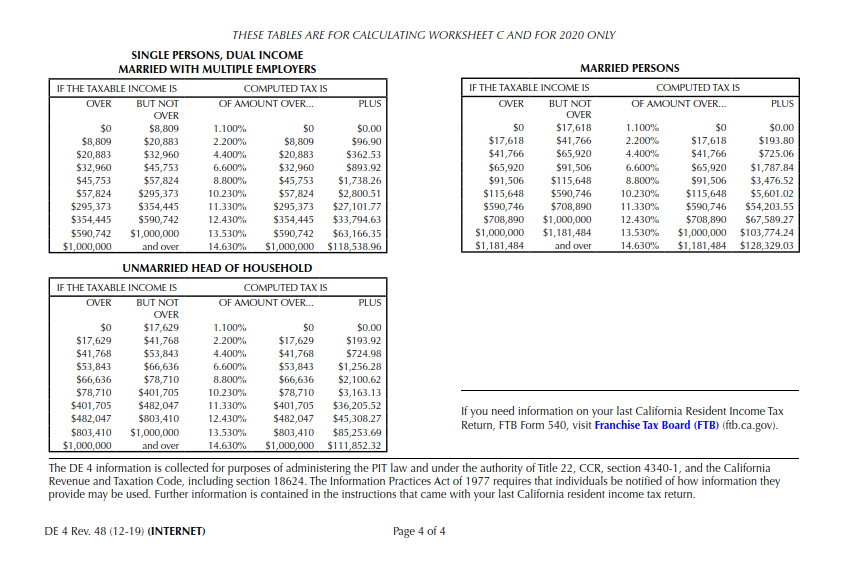 THESE TABLES ARE FOR CALCULATING WORKSHEET C AND FOR 2020 ONLY
SINGLE PERSONS, DUAL INCOME
MARRIED WITH MULTIPLE EMPLOYERS
IF THE TAXABLE INCOME IS COMPUTED TAX IS
OVER BUT NOT OF AMOUNT OVER... PLUS
OVER
$0 $8,809 1.100% $0 $0.00
$8,809 $20,883 2.200% $8,809 $96.90
$20,883 $32,960 4.400% $20,883 $362.53
$32,960 $45,753 6.600% $32,960 $893.92
$45,753 $57,824 8.800% $45,753 $1,738.26
$57,824 $295,373 10.230% $57,824 $2,800.51
$295,373 $354,445 11.330% $295,373 $27,101.77
$354,445 $590,742 12.430% $354,445 $33,794.63
$590,742 $1,000,000 13.530% $590,742 $63,166.35
$1,000,000 and over 14.630% $1,000,000 $118,538.96
MARRIED PERSONS
IF THE TAXABLE INCOME IS COMPUTED TAX IS
OVER BUT NOT OF AMOUNT OVER... PLUS
OVER
$0 $17,618 1.100% $0 $0.00
$17,618 $41,766 2.200% $17,618 $193.80
$41,766 $65,920 4.400% $41,766 $725.06
$65,920 $91,506 6.600% $65,920 $1,787.84
$91,506 $115,648 8.800% $91,506 $3,476.52
$115,648 $590,746 10.230% $115,648 $5,601.02
$590,746 $708,890 11.330% $590,746 $54,203.55
$708,890 $1,000,000 12.430% $708,890 $67,589.27
$1,000,000 $1,181,484 13.530% $1,000,000 $103,774.24
$1,181,484 and over 14.630% $1,181,484 $128,329.03
UNMARRIED HEAD OF HOUSEHOLD
IF THE TAXABLE INCOME IS COMPUTED TAX IS
OVER BUT NOT OF AMOUNT OVER... PLUS
OVER
$0 $17,629 1.100% $0 $0.00
$17,629 $41,768 2.200% $17,629 $193.92
$41,768 $53,843 4.400% $41,768 $724.98
$53,843 $66,636 6.600% $53,843 $1,256.28
$66,636 $78,710 8.800% $66,636 $2,100.62
$78,710 $401,705 10.230% $78,710 $3,163.13
$401,705 $482,047 11.330% $401,705 $36,205.52
$482,047 $803,410 12.430% $482,047 $45,308.27
$803,410 $1,000,000 13.530% $803,410 $85,253.69
$1,000,000 and over 14.630% $1,000,000 $111,852.32
If you need information on your last California Resident Income Tax
Return, FTB Form 540, visit Franchise Tax Board (FTB) (ftb.ca.gov).
The DE 4 information is collected for purposes of administering the PIT law and under the authority of Title 22, CCR, section 4340-1, and the California
Revenue and Taxation Code, including section 18624. The Information Practices Act of 1977 requires that individuals be notified of how information they
provide may be used. Further information is contained in the instructions that came with your last California resident income tax return.
DE 4 Rev. 48 (12-19) (INTERNET) Page 4 of 4